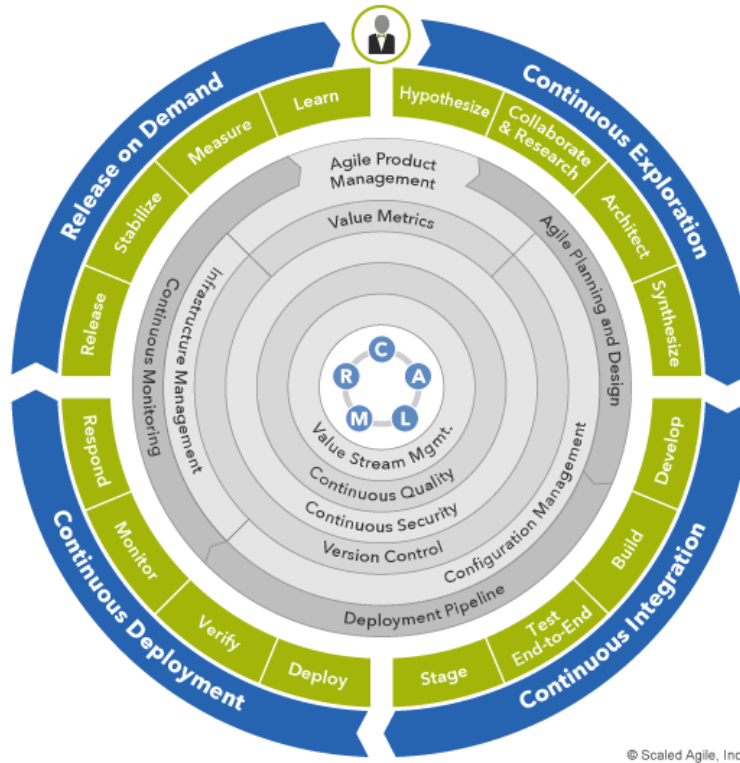 Release on Demand
Continuous Exploration
Continuous Integration
Continuous Deployment
Hypothesize
Collaborate
& Research
Architect
Synthesize
Develop
Build
Test
End-to-End
Stage
Deploy
Verify
Monitor
Respond
Release
Stabilize
Measure
Learn
Agile Product
Management
Agile Planning and Design
Deployment Pipeline
Continuous Monitoring
Value Metrics
Infrastructure Management
Configuration Management
Version Control
Continuous Security
Continuous Quality
Value Stream Mgmt.
C
A
L
M
R
© Scaled Agile, Inc